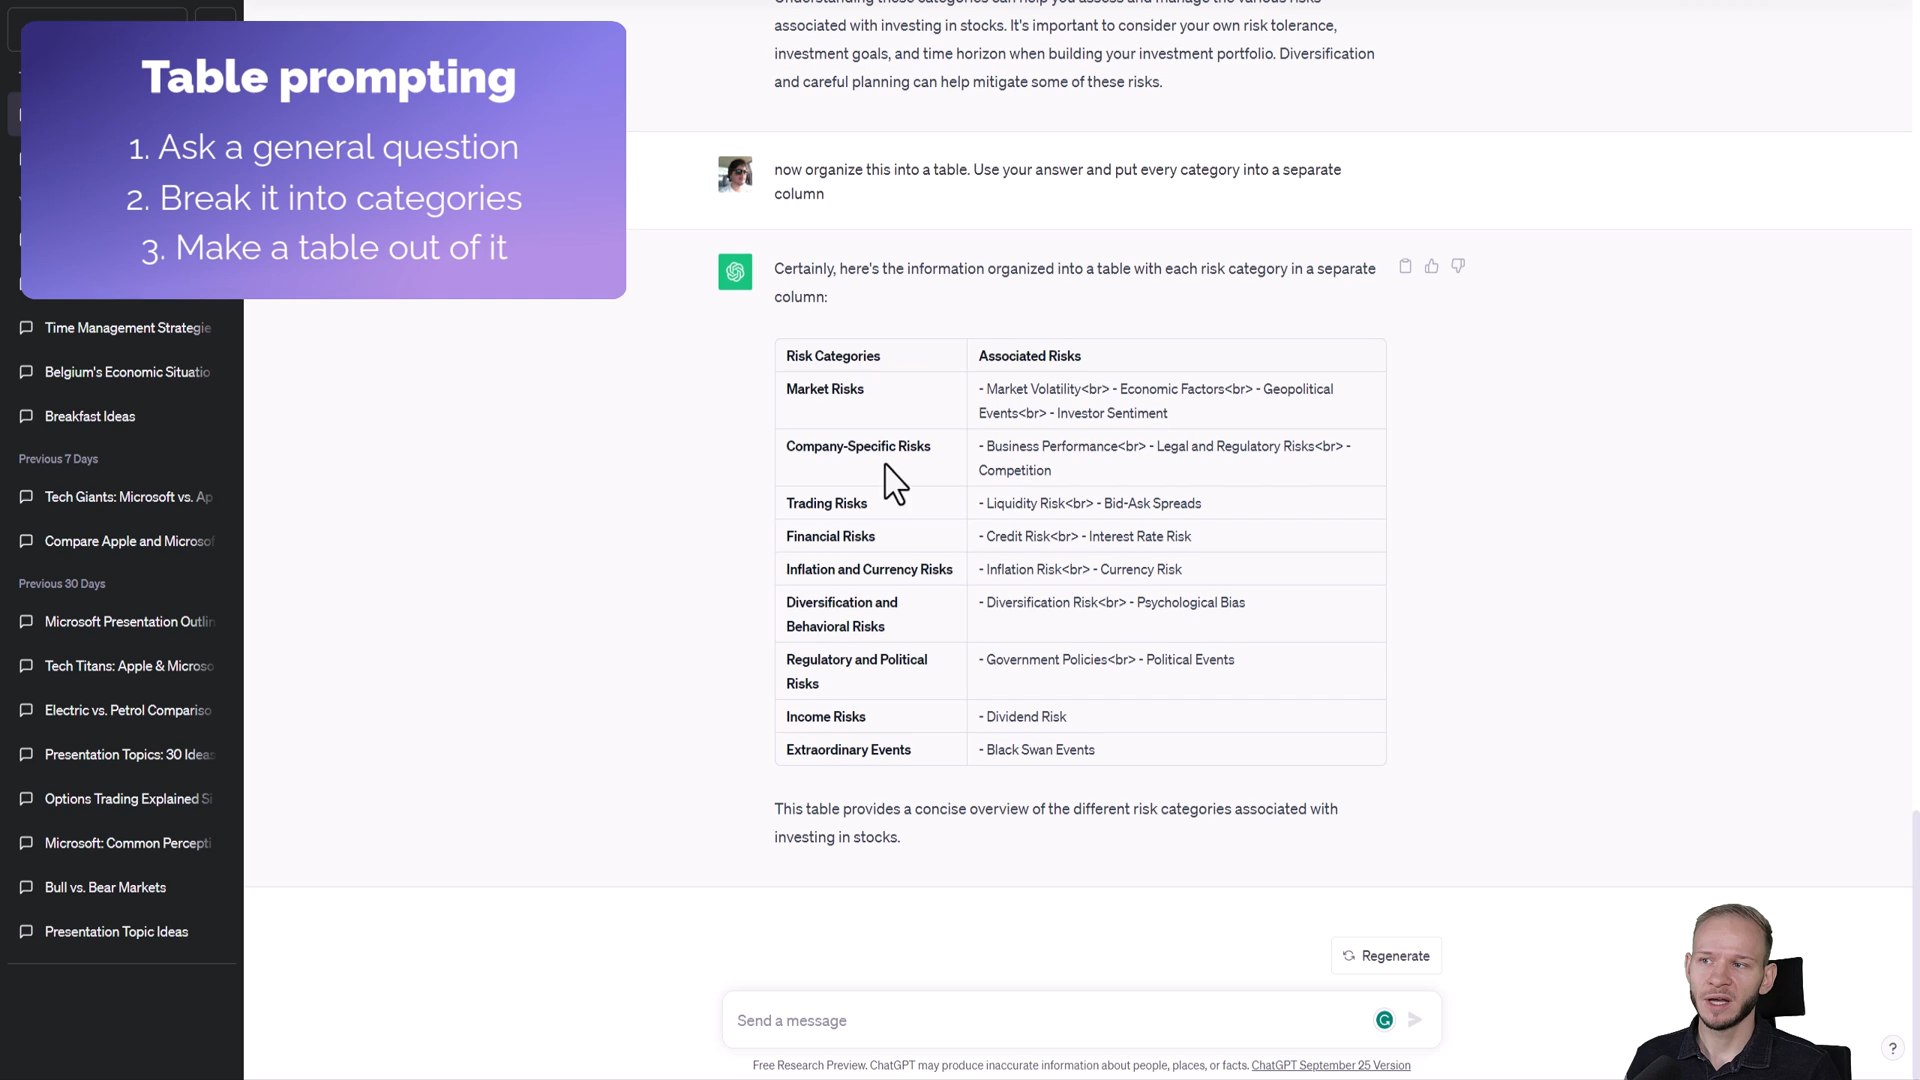 Table prompting
1. Ask a general question
2. Break it into categories
3. Make a table out of it
Time Management Strategie
Belgium's Economic Situatio
Breakfast Ideas
Previous 7 Days
Tech Giants: Microsoft vs. Ap
Compare Apple and Microsof
Previous 30 Days
Microsoft Presentation Outlin
Tech Titans: Apple & Microso
Electric vs. Petrol Compariso
Presentation Topics: 30 Ideas
Options Trading Explained Si
Microsoft: Common Percepti
Bull vs. Bear Markets
Presentation Topic Ideas
associated with investing in stocks. It's important to consider your own risk tolerance,
investment goals, and time horizon when building your investment portfolio. Diversification
and careful planning can help mitigate some of these risks.
now organize this into a table. Use your answer and put every category into a separate
column
Certainly, here's the information organized into a table with each risk category in a separate
column:
Risk Categories
Associated Risks
Market Risks
- Market Volatility<br> - Economic Factors<br> - Geopolitical
Events<br> - Investor Sentiment
Company-Specific Risks
- Business Performance<br> - Legal and Regulatory Risks<br> -
Competition
Trading Risks
- Liquidity Risk<br> - Bid-Ask Spreads
Financial Risks
- Credit Risk<br> - Interest Rate Risk
Inflation and Currency Risks
- Inflation Risk<br> - Currency Risk
Diversification and
Behavioral Risks
- Diversification Risk<br> - Psychological Bias
Regulatory and Political
Risks
- Government Policies<br> - Political Events
Income Risks
- Dividend Risk
Extraordinary Events
- Black Swan Events
This table provides a concise overview of the different risk categories associated with
investing in stocks.
Regenerate
Send a message
Free Research Preview. ChatGPT may produce inaccurate information about people, places, or facts. ChatGPT September 25 Version
?